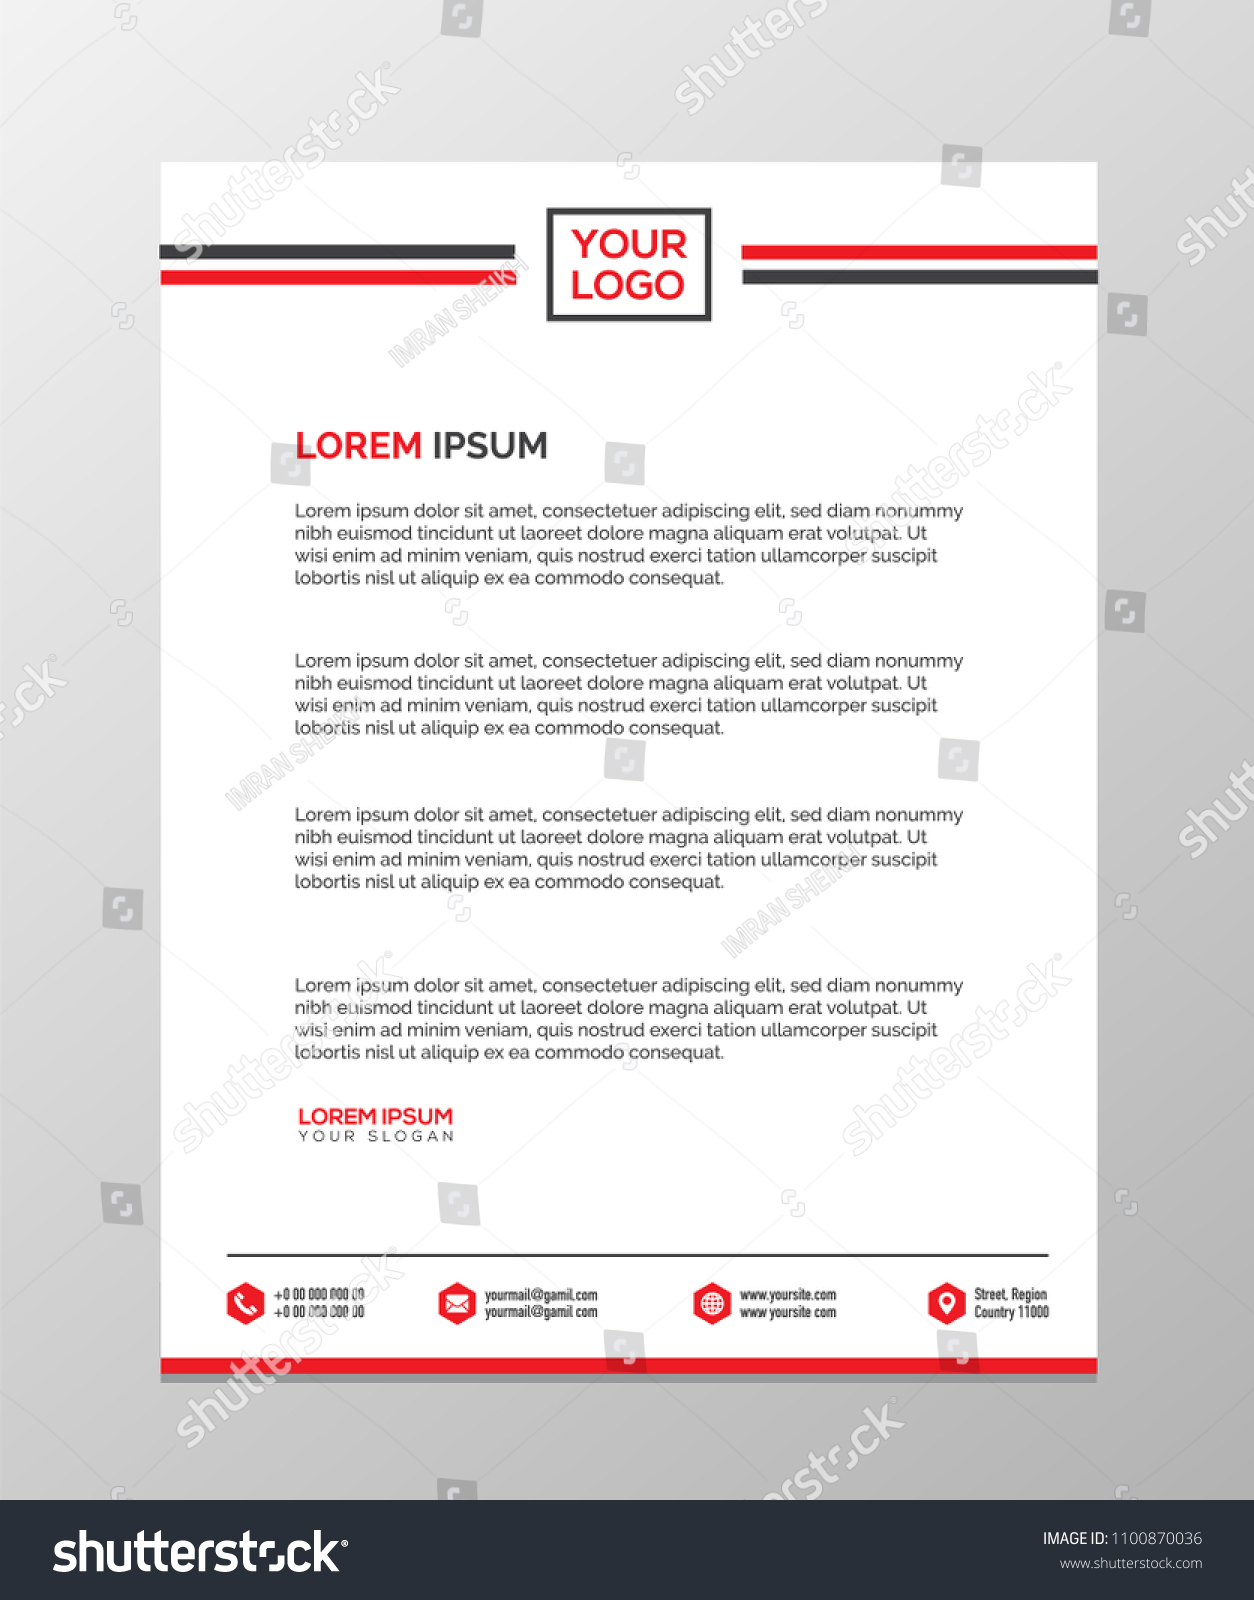 YOUR
LOGO
LOREM IPSUM
Lorem ipsum dolor sit amet, consectetuer adipiscing elit, sed diam nonummy
nibh euismod tincidunt ut laoreet dolore magna aliquam erat volutpat. Ut
wisi enim ad minim veniam, quis nostrud exerci tation ullamcorper suscipit
lobortis nisl ut aliquip ex ea commodo consequat.
Lorem ipsum dolor sit amet, consectetuer adipiscing elit, sed diam nonummy
nibh euismod tincidunt ut laoreet dolore magna aliquam erat volutpat. Ut
wisi enim ad minim veniam, quis nostrud exerci tation ullamcorper suscipit
lobortis nisl ut aliquip ex ea commodo consequat.
Lorem ipsum dolor sit amet, consectetuer adipiscing elit, sed diam nonummy
nibh euismod tincidunt ut laoreet dolore magna aliquam erat volutpat. Ut
wisi enim ad minim veniam, quis nostrud exerci tation ullamcorper suscipit
lobortis nisl ut aliquip ex ea commodo consequat.
Lorem ipsum dolor sit amet, consectetuer adipiscing elit, sed diam nonummy
nibh euismod tincidunt ut laoreet dolore magna aliquam erat volutpat. Ut
wisi enim ad minim veniam, quis nostrud exerci tation ullamcorper suscipit
lobortis nisl ut aliquip ex ea commodo consequat.
LOREM IPSUM
YOUR SLOGAN
+0 00 000 000 00
+0 00 000 000 00
yourmail@gamil.com
yourmail@gamil com
www.yoursite.com
www yoursite com
Street, Region
Country 11000
shutterstock
IMRAN SHEIKH
shutterstock
IMAGE ID: 1100870036
www.shutterstock.com